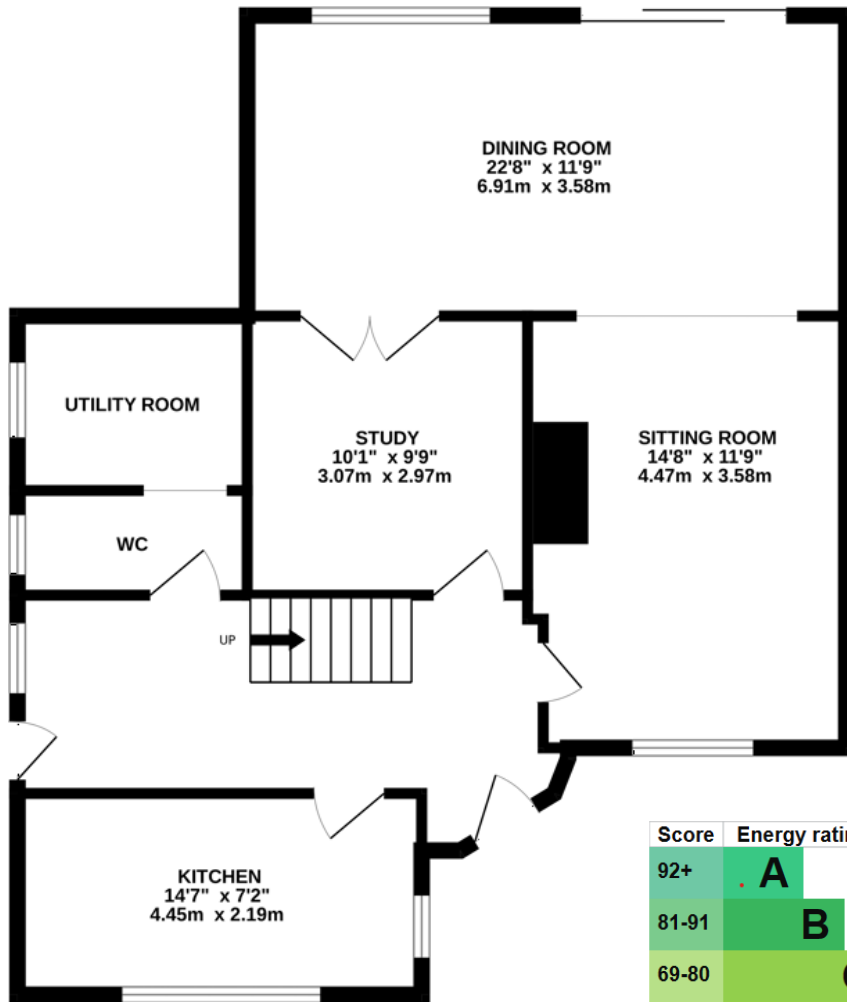 DINING ROOM
22'8" x 11'9"
6.91m x 3.58m
UTILITY ROOM
STUDY
10'1" x 9'9"
3.07m x 2.97m
SITTING ROOM
14'8" x 11'9"
4.47m x 3.58m
WC
UP
KITCHEN
14'7" x 7'2"
4.45m x 2.19m
Score Energy ratin
92+ A
81-91 B
69-80